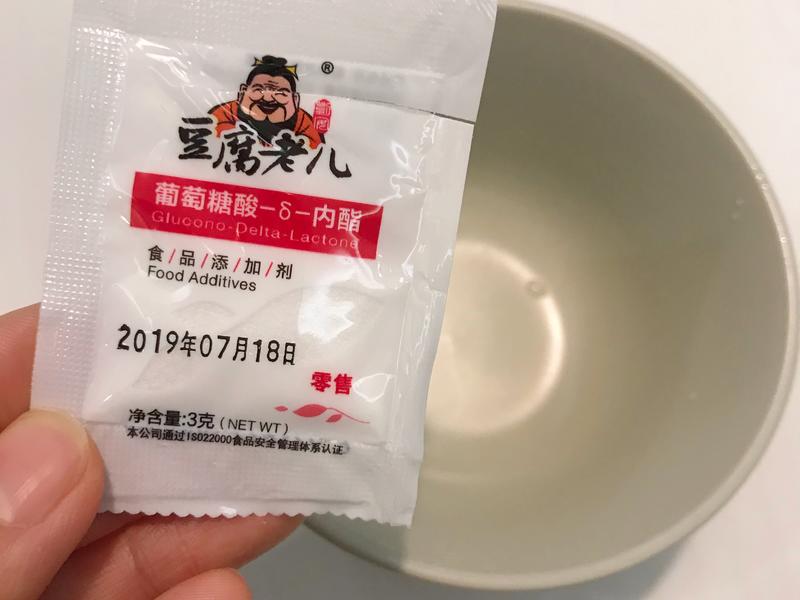 ®
豆腐老儿
葡萄糖酸-δ-内酯
Glucono-Delta-Lactone
食/品/添/加/剂
Food Additives
2019年07月18日
零售
净含量:3克(NET WT)
本公司通过ISO22000食品安全管理体系认证